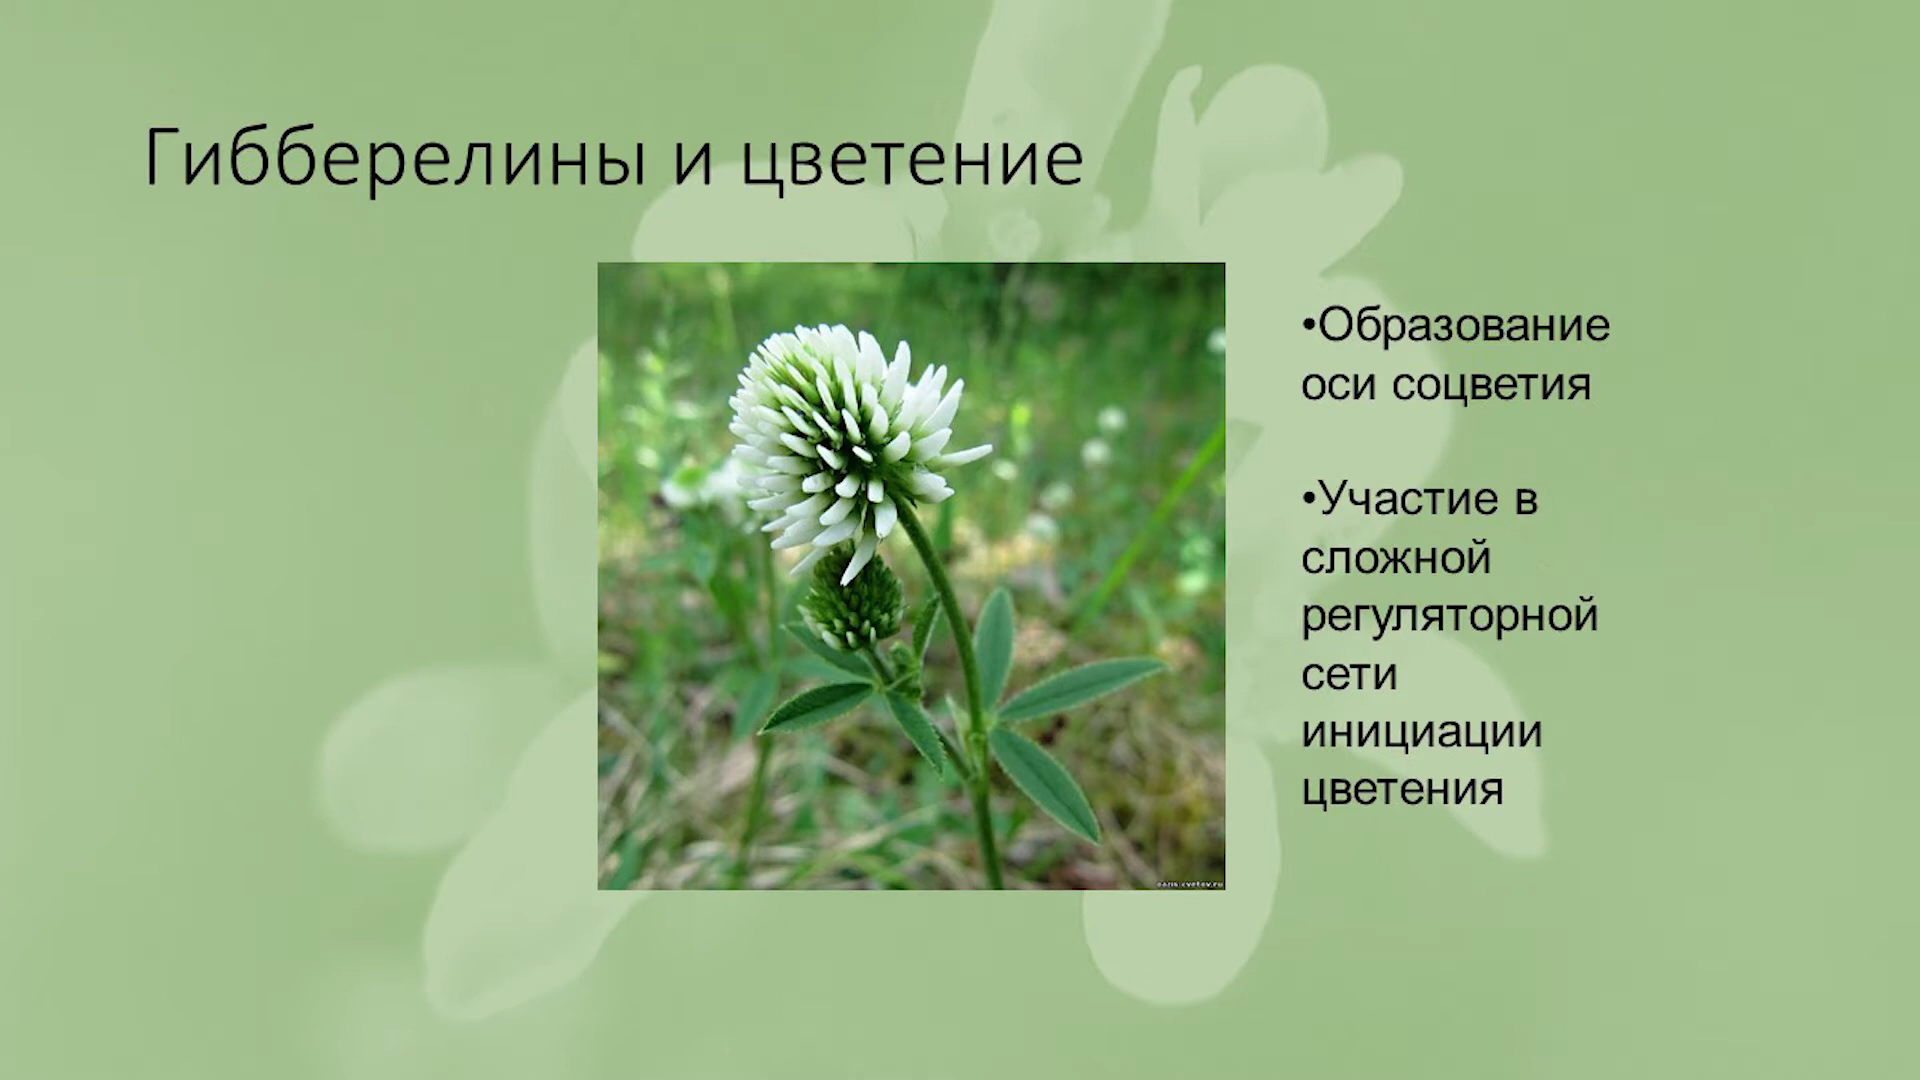 Гибберелины и цветение
•Образование
оси соцветия
•Участие в
сложной
регуляторной
сети
инициации
цветения